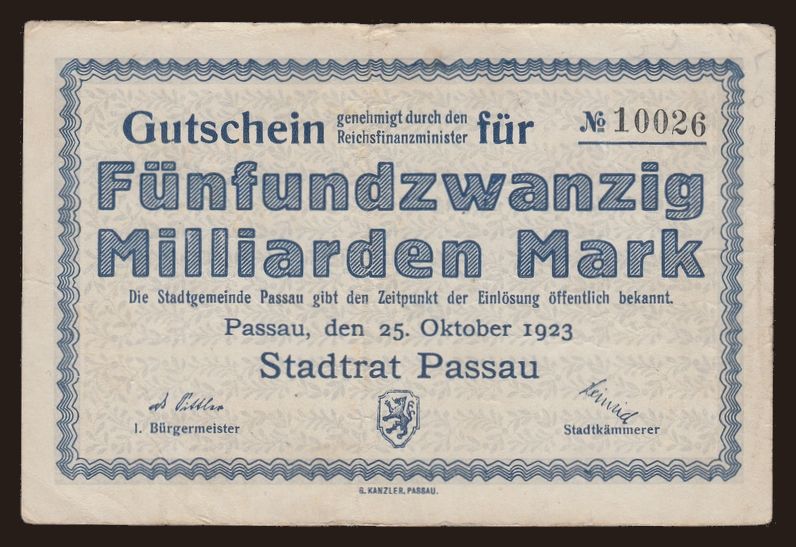 Gutschein genehmigt durch den Reichsfinanzminister für № 10026
Fünfundzwanzig
Milliarden Mark
Die Stadtgemeinde Passau gibt den Zeitpunkt der Einlösung öffentlich bekannt.
Passau, den 25. Oktober 1923
Stadtrat Passau
1. Bürgermeister
Stadtkämmerer
G. KANZLER, PASSAU.